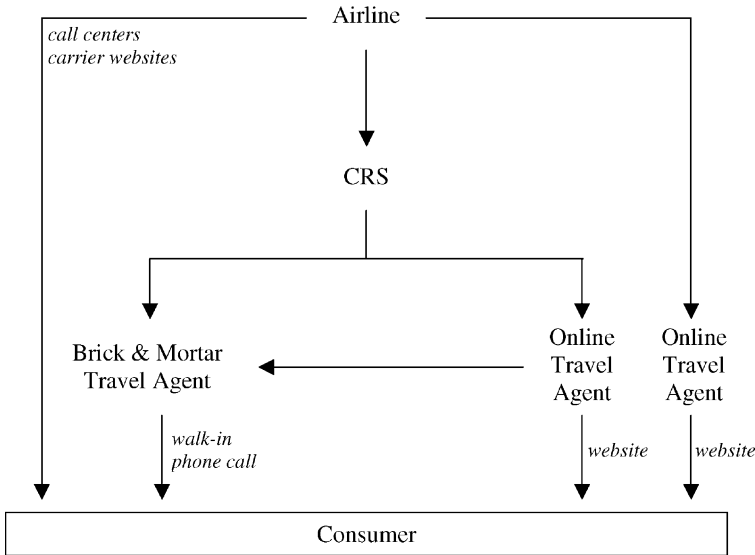 Airline
call centers
carrier websites
CRS
Brick & Mortar
Travel Agent
Online
Travel
Agent
Online
Travel
Agent
walk-in
phone call
website
website
Consumer